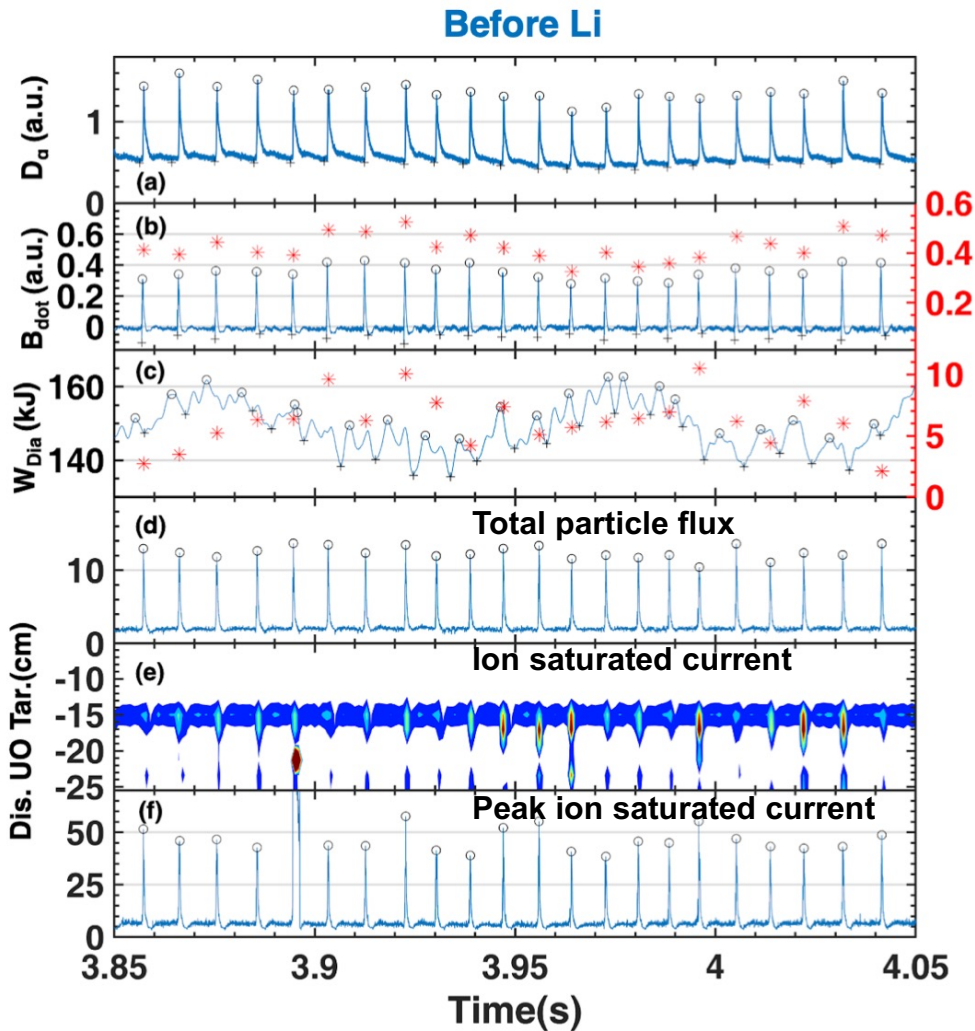 Before Li
Dα (a.u.)
1
0
(a)
Bdot (a.u.)
0.6
0.4
0.2
0
(b)
0.6
0.4
0.2
WDia (kJ)
160
140
(c)
10
5
0
(d)
Total particle flux
10
0
Dis. UO Tar.(cm)
(e)
Ion saturated current
-10
-15
-20
-25
(f)
Peak ion saturated current
50
25
0
3.85
3.9
3.95
4
4.05
Time(s)